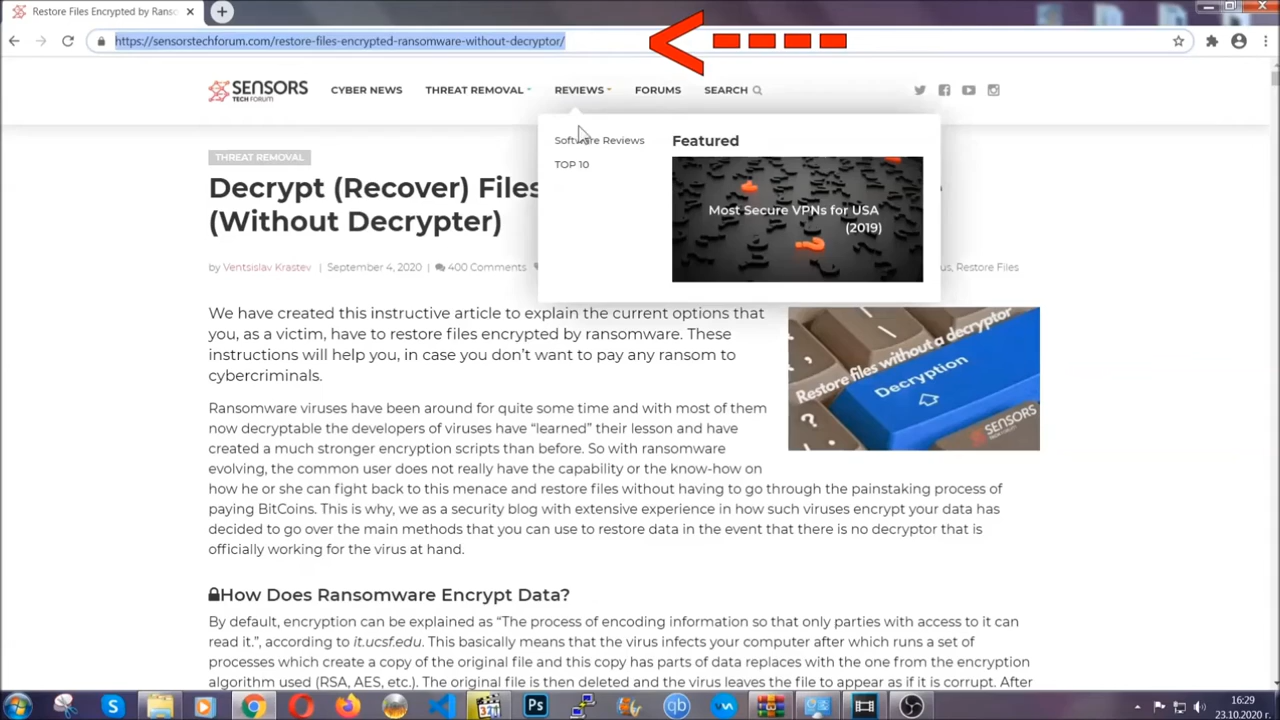 Restore Files Encrypted by Ranso
https://sensorstechforum.com/restore-files-encrypted-ransomware-without-decryptor/
SENSORS
TECH FORUM
CYBER NEWS
THREAT REMOVAL
REVIEWS
FORUMS
SEARCH
Software Reviews
TOP 10
Featured
Most Secure VPNs for USA
(2019)
THREAT REMOVAL
Decrypt (Recover) Files
(Without Decrypter)
by Ventsislav Krastev | September 4, 2020 | 400 Comments
us, Restore Files
We have created this instructive article to explain the current options that
you, as a victim, have to restore files encrypted by ransomware. These
instructions will help you, in case you don’t want to pay any ransom to
cybercriminals.
Restore files without a decryptor
Decryption
SENSORS
Ransomware viruses have been around for quite some time and with most of them
now decryptable the developers of viruses have “learned” their lesson and have
created a much stronger encryption scripts than before. So with ransomware
evolving, the common user does not really have the capability or the know-how on
how he or she can fight back to this menace and restore files without having to go through the painstaking process of
paying BitCoins. This is why, we as a security blog with extensive experience in how such viruses encrypt your data has
decided to go over the main methods that you can use to restore data in the event that there is no decryptor that is
officially working for the virus at hand.
How Does Ransomware Encrypt Data?
By default, encryption can be explained as “The process of encoding information so that only parties with access to it can
read it.”, according to it.ucsf.edu. This basically means that the virus infects your computer after which runs a set of
processes which create a copy of the original file and this copy has parts of data replaces with the one from the encryption
algorithm used (RSA, AES, etc.). The original file is then deleted and the virus leaves the file to appear as if it is corrupt. After
Ps
qb
16:29
23.10.2020 г.